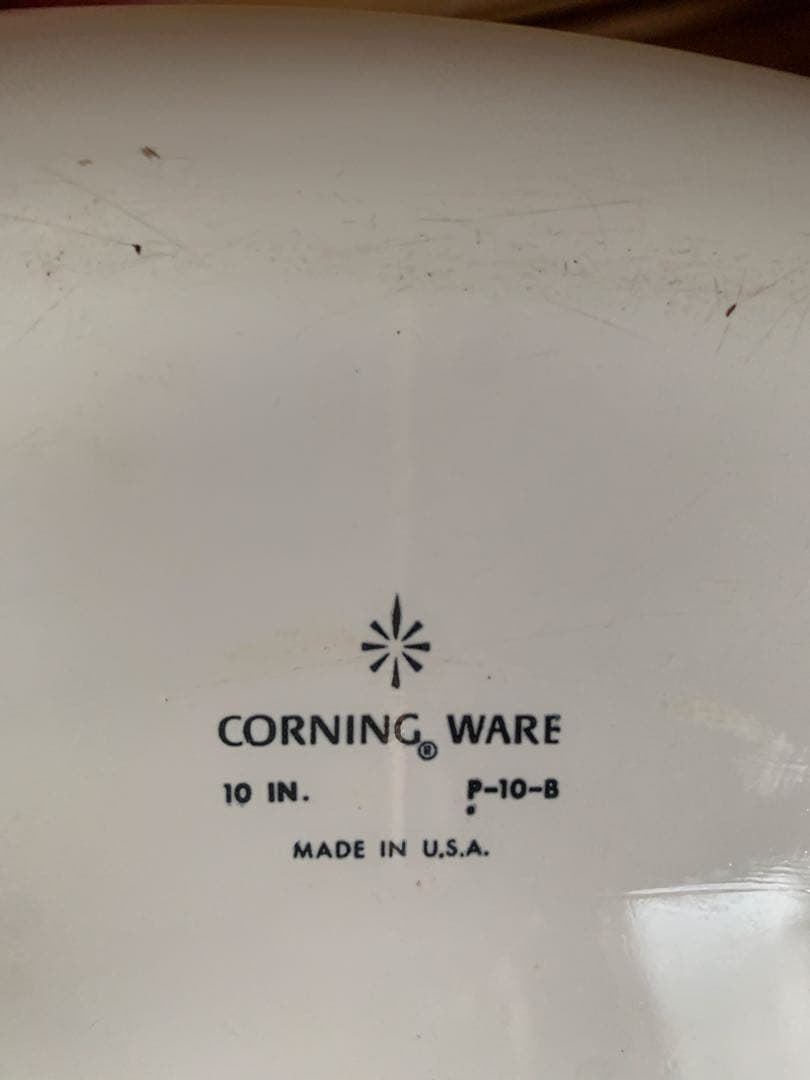 CORNING® WARE
10 IN. P-10-B
MADE IN U.S.A.